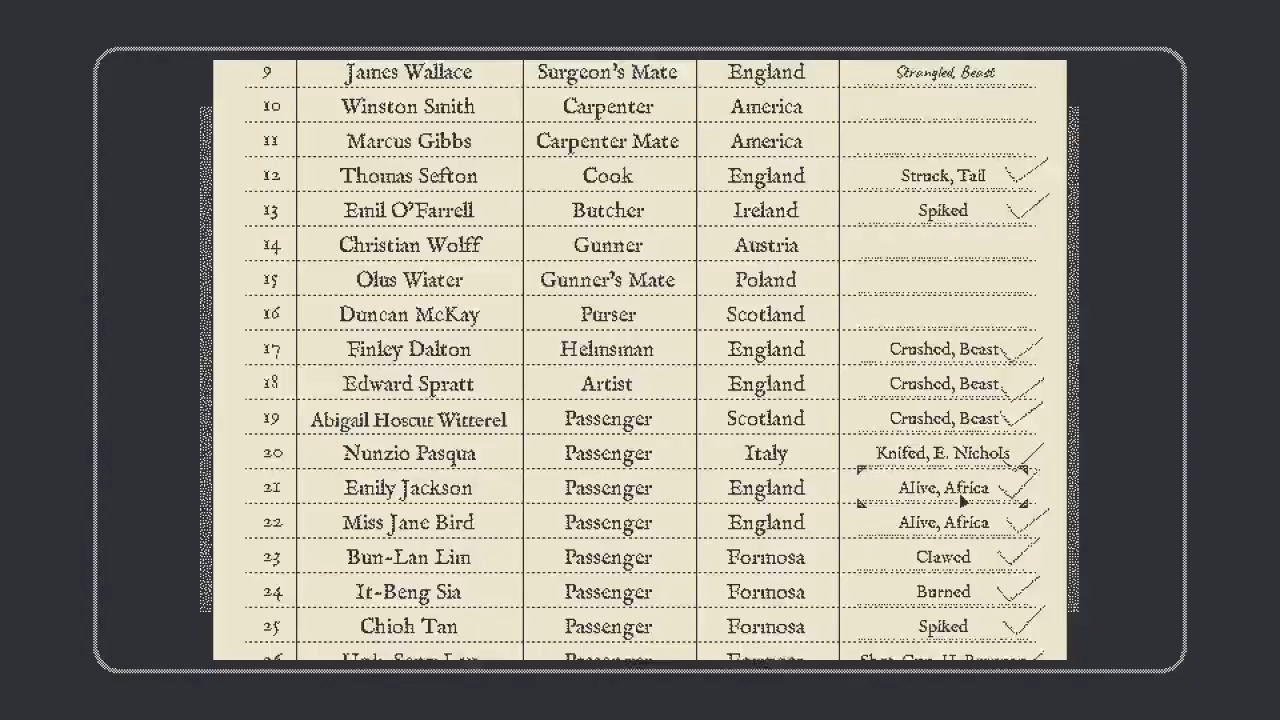 9 James Wallace Surgeon's Mate England Strangled, Beast
10 Winston Smith Carpenter America
11 Marcus Gibbs Carpenter Mate America
12 Thomas Sefton Cook England Struck, Tail
13 Emil O'Farrell Butcher Ireland Spiked
14 Christian Wolff Gunner Austria
15 Olus Wiater Gunner's Mate Poland
16 Duncan McKay Purser Scotland
17 Finley Dalton Helmsman England Crushed, Beast
18 Edward Spratt Artist England Crushed, Beast
19 Abigail Hoscut Witterel Passenger Scotland Crushed, Beast
20 Nunzio Pasqua Passenger Italy Knifed, E. Nichols
21 Emily Jackson Passenger England Alive, Africa
22 Miss Jane Bird Passenger England Alive, Africa
23 Bun-Lan Lim Passenger Formosa Clawed
24 It-Beng Sia Passenger Formosa Burned
25 Chioh Tan Passenger Formosa Spiked